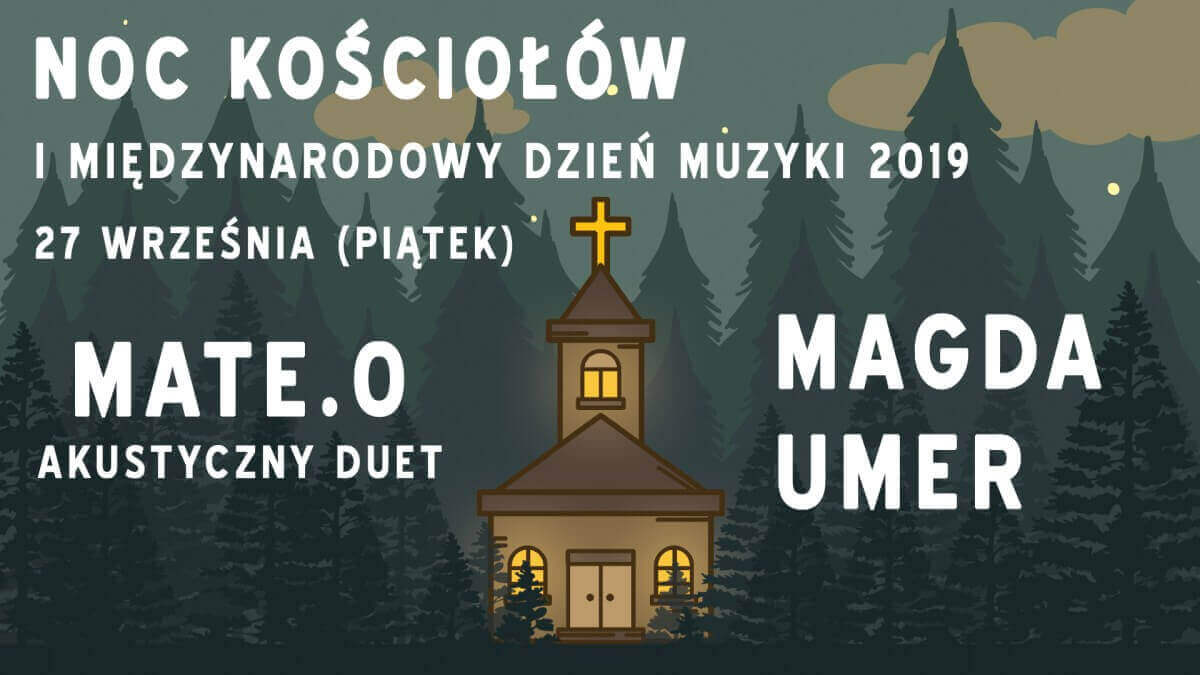 NOC KOŚCIOŁÓW
I MIĘDZYNARODOWY DZIEŃ MUZYKI 2019
27 WRZEŚNIA (PIĄTEK)
MATE.O
AKUSTYCZNY DUET
MAGDA
UMER